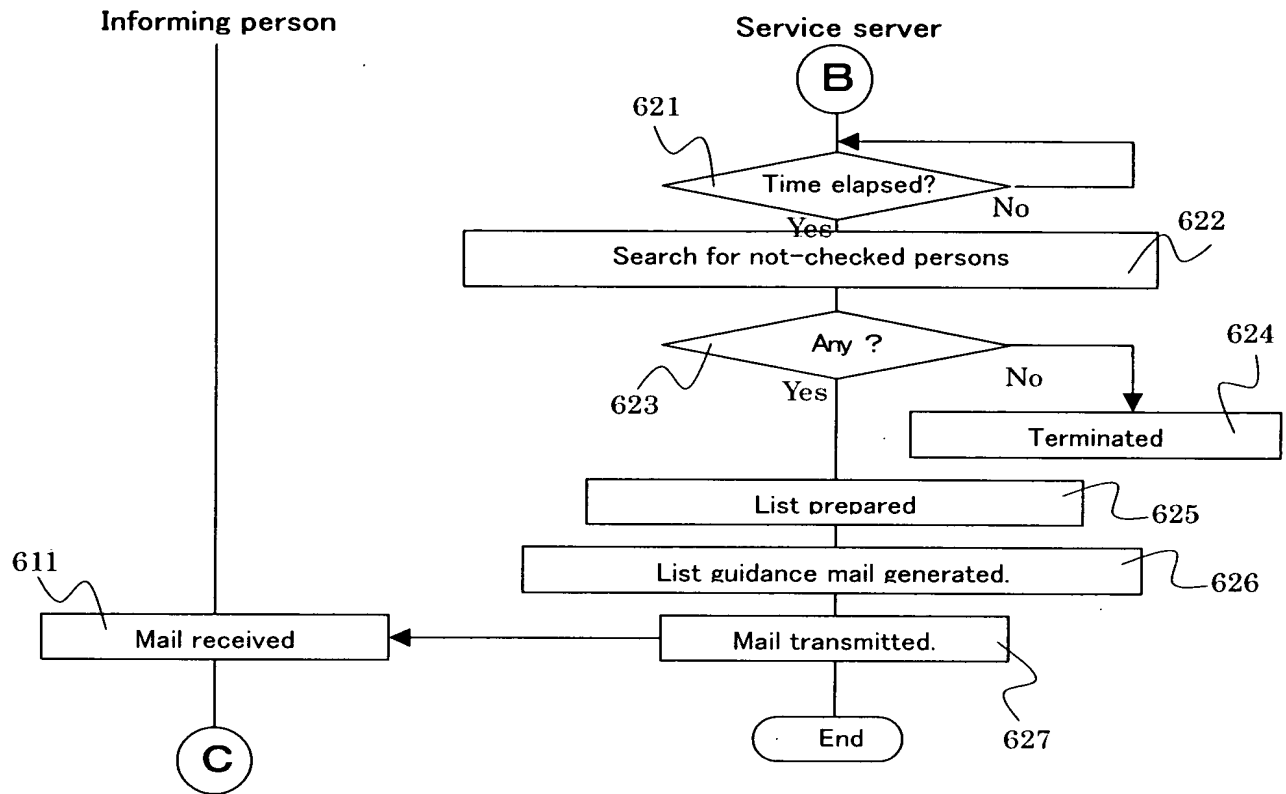 Informing person
Service server
B
621
Time elapsed?
No
Yes
622
Search for not-checked persons
Any ?
624
623
Yes
No
Terminated
List prepared
625
611
List guidance mail generated.
626
Mail received
Mail transmitted.
627
End
C